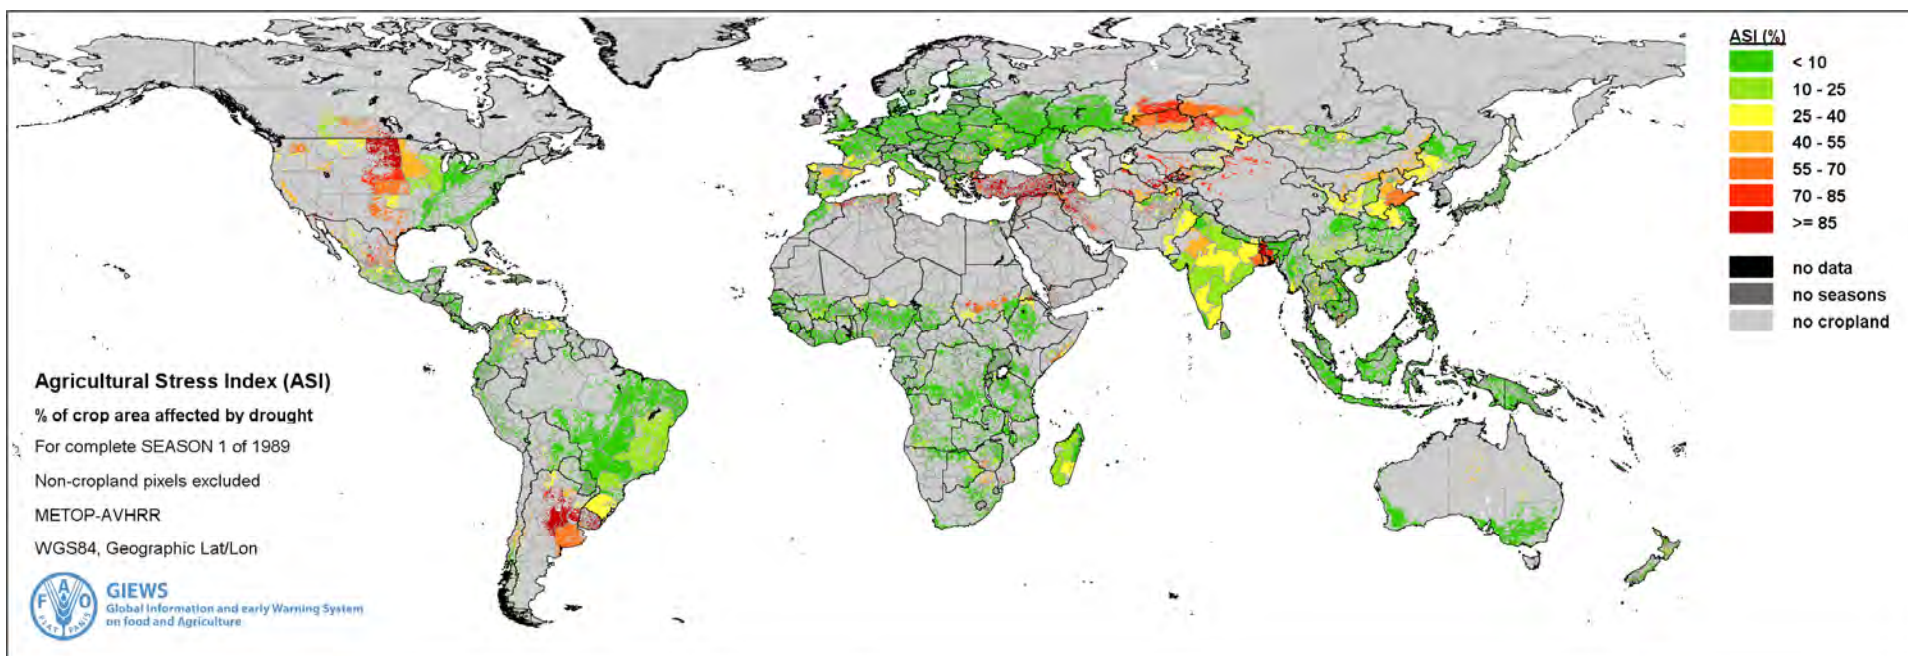 ASI (%)
< 10
10 - 25
25 - 40
40 - 55
55 - 70
70 - 85
>= 85
no data
no seasons
no cropland
Agricultural Stress Index (ASI)
% of crop area affected by drought
For complete SEASON 1 of 1989
Non-cropland pixels excluded
METOP-AVHRR
WGS84, Geographic Lat/Lon
F A O
FIAT PANIS
GIEWS
Global Information and early Warning System
on food and Agriculture